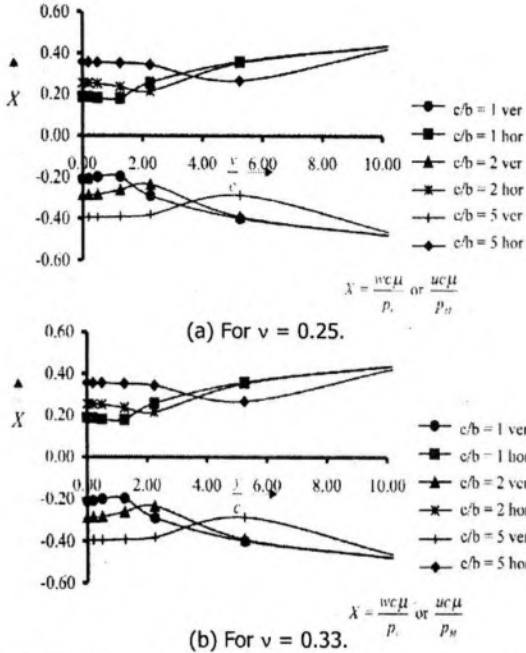 0.60
0.40
0.20
X
0.00
0.00 2.00 4.00 6.00 8.00 10.00
-0.20
-0.40
-0.60
c/b = 1 ver
c/b = 1 hor
c/b = 2 ver
c/b = 2 hor
c/b = 5 ver
c/b = 5 hor
(a) For ν = 0.25.
0.60
0.40
0.20
X
0.00
0.00 2.00 4.00 6.00 8.00 10.00
-0.20
-0.40
-0.60
c/b = 1 ver
c/b = 1 hor
c/b = 2 ver
c/b = 2 hor
c/b = 5 ver
c/b = 5 hor
(b) For ν = 0.33.